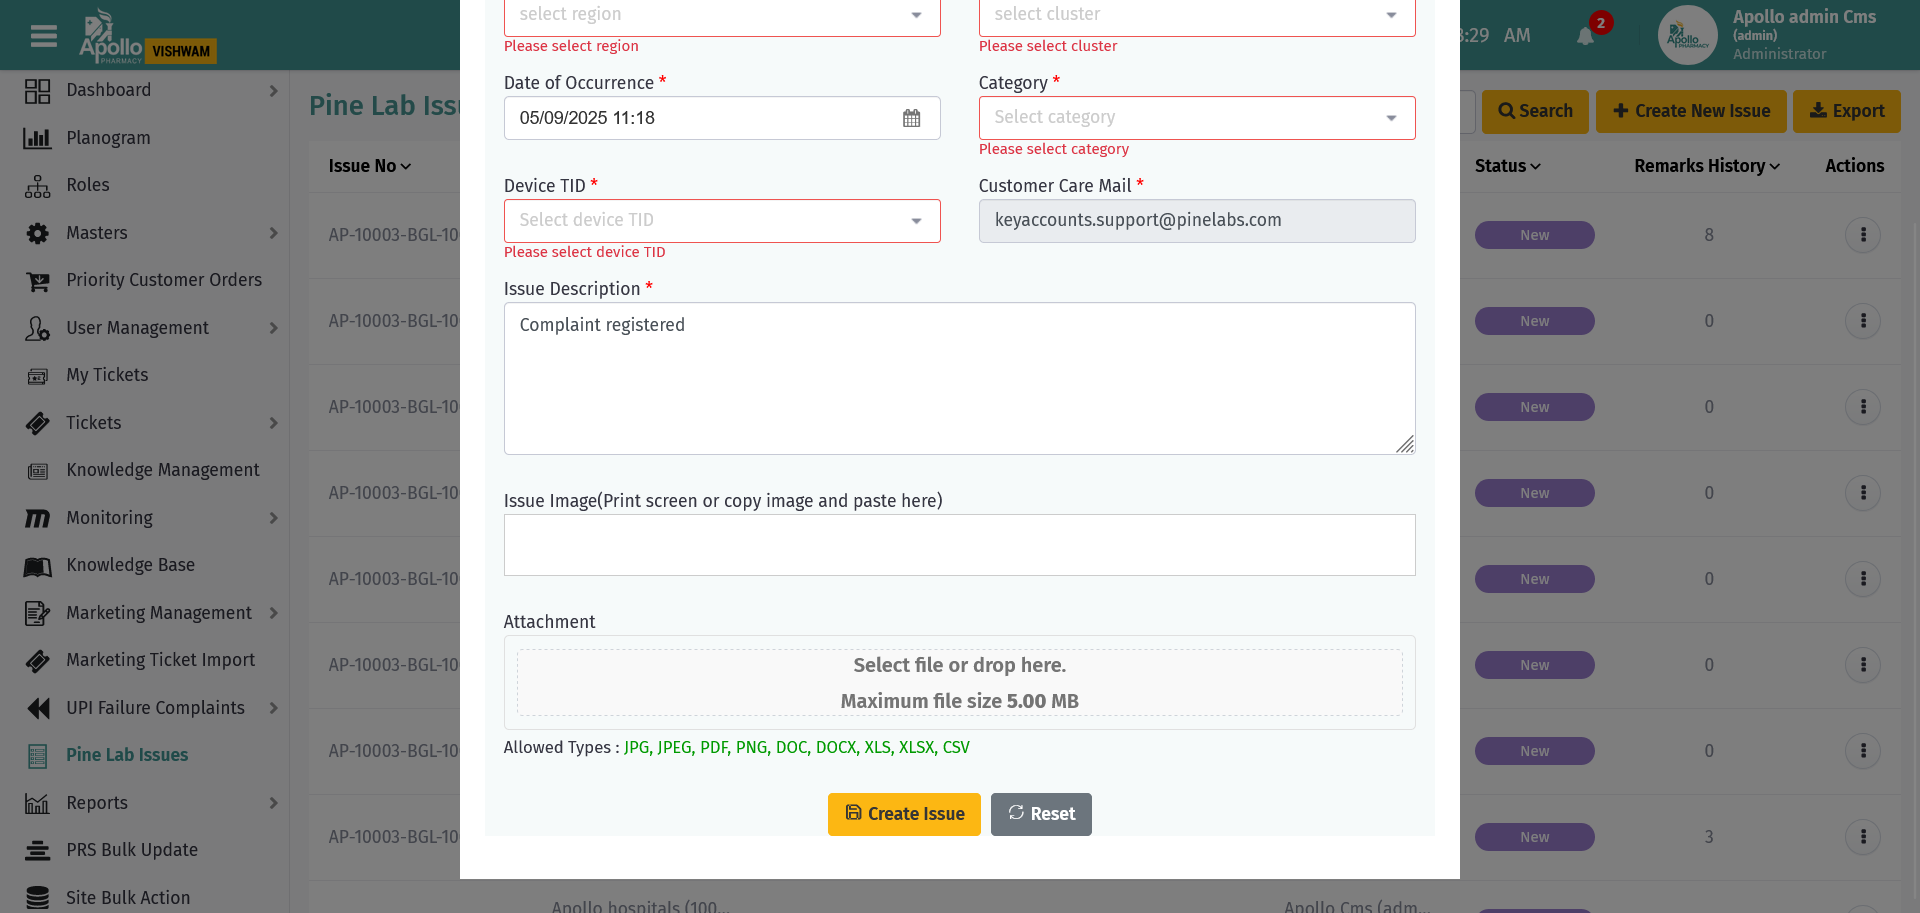 Apollo
PHARMACY
VISHWAM
:29 AM
2
Apollo
PHARMACY
Apollo admin Cms
(admin)
Administrator
Dashboard
Planogram
Roles
Masters
Priority Customer Orders
User Management
My Tickets
Tickets
Knowledge Management
Monitoring
Knowledge Base
Marketing Management
Marketing Ticket Import
UPI Failure Complaints
Pine Lab Issues
Reports
PRS Bulk Update
Site Bulk Action
Pine Lab Issu
Search
Create New Issue
Export
Issue No
Status
Remarks History
Actions
AP-10003-BGL-10
New 8
AP-10003-BGL-10
New 0
AP-10003-BGL-10
New 0
AP-10003-BGL-10
New 0
AP-10003-BGL-10
New 0
AP-10003-BGL-10
New 0
AP-10003-BGL-10
New 0
AP-10003-BGL-10
New 3
Apollo hospitals (100...
Apollo Cms (adm...
select region
Please select region
select cluster
Please select cluster
Date of Occurrence *
05/09/2025 11:18
Category *
Select category
Please select category
Device TID *
Select device TID
Please select device TID
Customer Care Mail *
keyaccounts.support@pinelabs.com
Issue Description *
Complaint registered
Issue Image(Print screen or copy image and paste here)
Attachment
Select file or drop here.
Maximum file size 5.00 MB
Allowed Types : JPG, JPEG, PDF, PNG, DOC, DOCX, XLS, XLSX, CSV
Create Issue
Reset